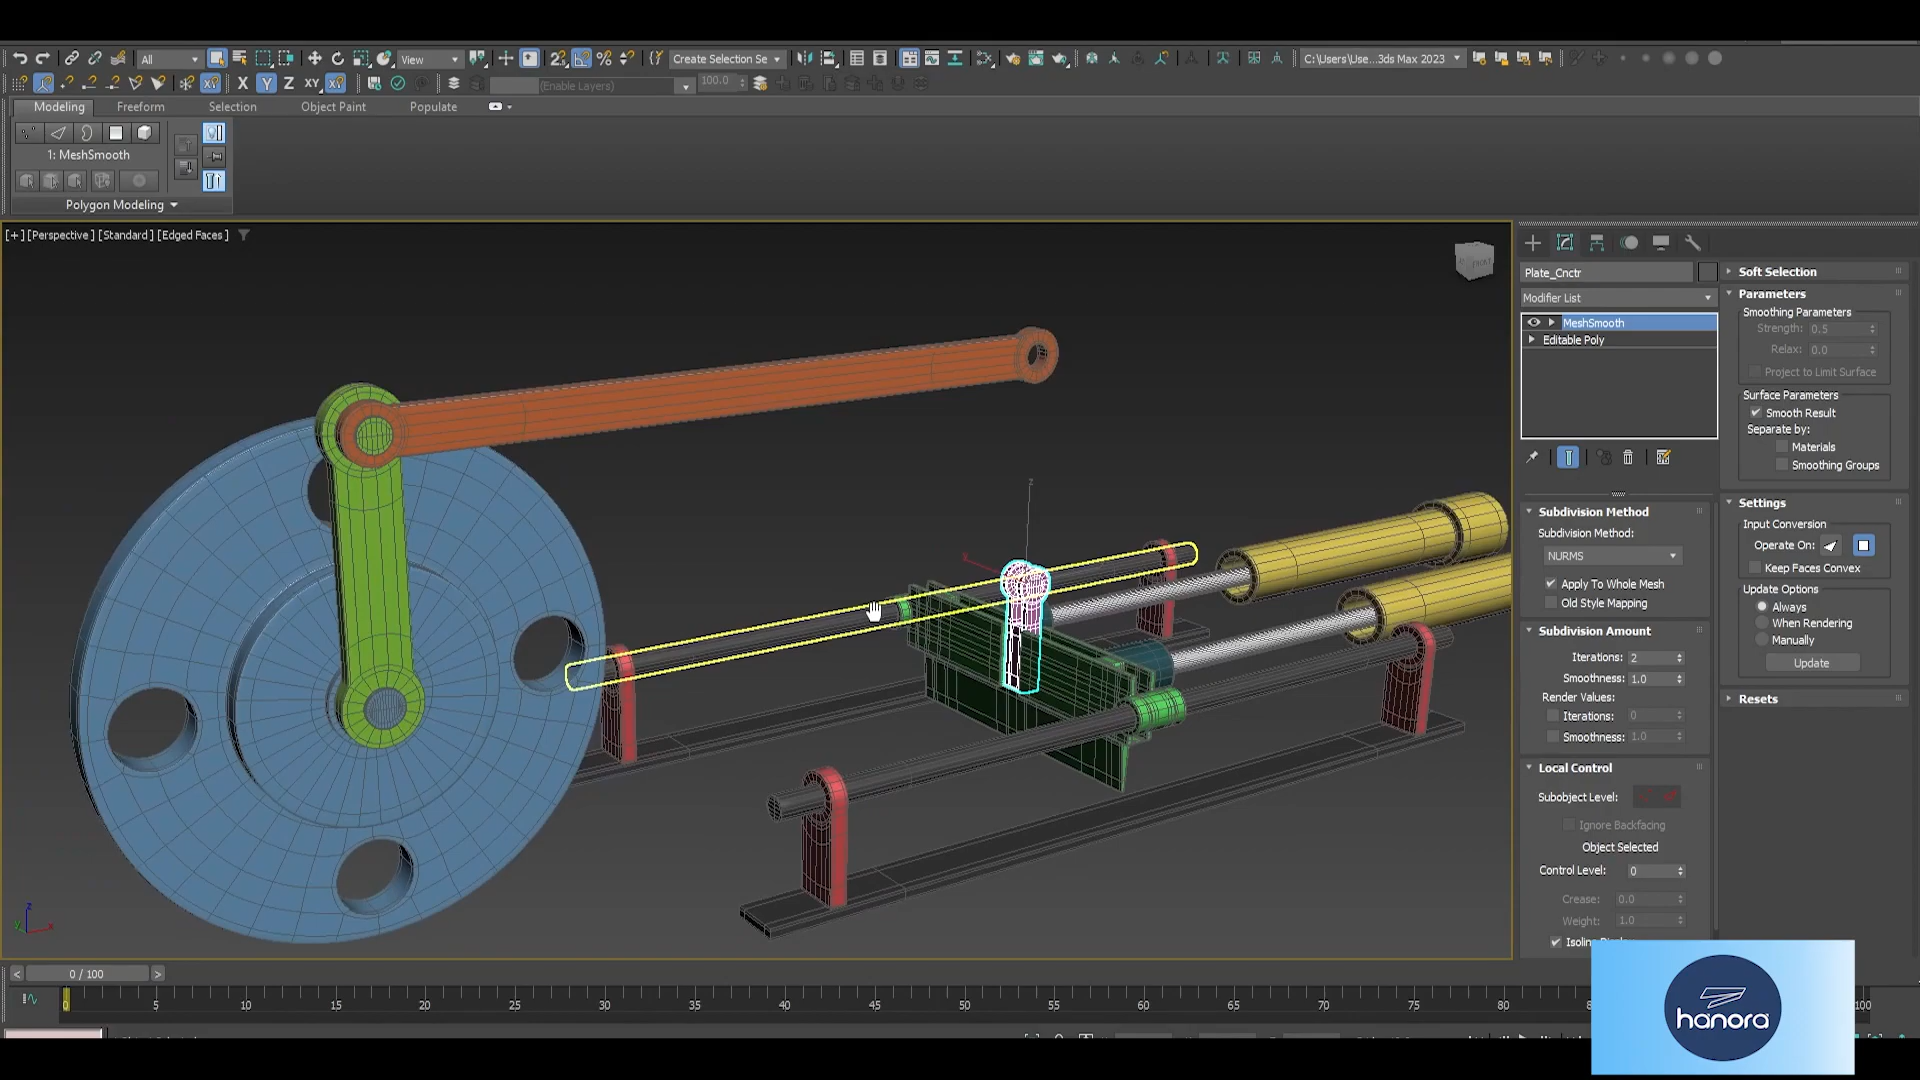 All
View
Create Selection Se
C:\Users\Use...3ds Max 2023
X Y Z XY
(Enable Layers)
100.0
Modeling Freeform Selection Object Paint Populate
1: MeshSmooth
Polygon Modeling
[+] [Perspective] [Standard] [Edged Faces]
FRONT
z
Plate_Cnctr
Modifier List
MeshSmooth
Editable Poly
Subdivision Method
Subdivision Method:
NURMS
Apply To Whole Mesh
Old Style Mapping
Subdivision Amount
Iterations: 2
Smoothness: 1.0
Render Values:
Iterations: 0
Smoothness: 1.0
Local Control
Subobject Level:
Ignore Backfacing
Object Selected
Control Level: 0
Crease: 0.0
Weight: 1.0
Soft Selection
Parameters
Smoothing Parameters
Strength: 0.5
Relax: 0.0
Project to Limit Surface
Surface Parameters
Smooth Result
Separate by:
Materials
Smoothing Groups
Settings
Input Conversion
Operate On:
Keep Faces Convex
Update Options
Always
When Rendering
Manually
Update
Resets
< 0 / 100 >
0 5 10 15 20 25 30 35 40 45 50 55 60 65 70 75 80 100
hanora